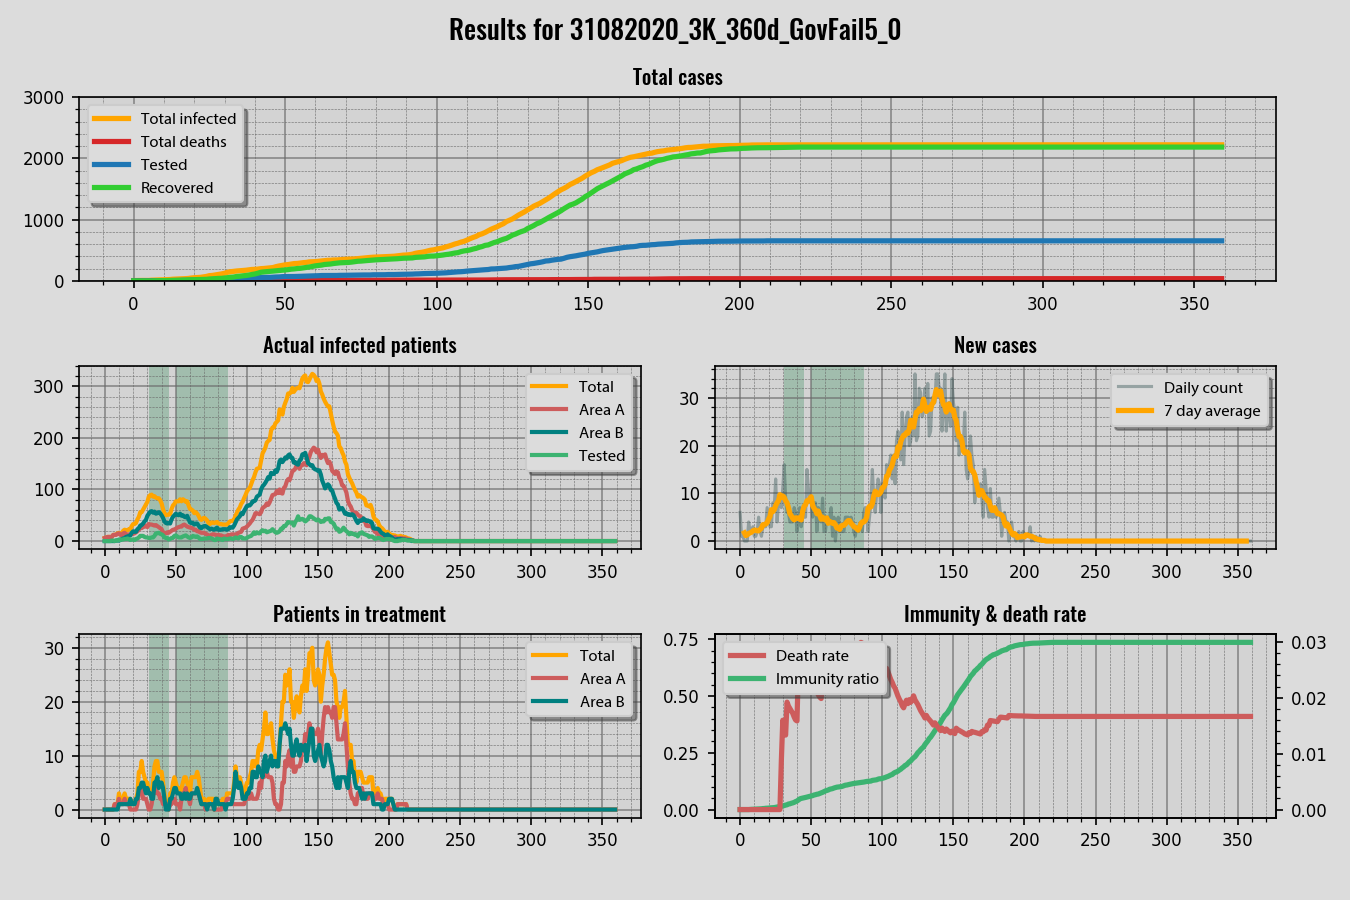 Results for 31082020_3K_360d_GovFail5_0
Total cases
3000
2000
1000
0
Total infected
Total deaths
Tested
Recovered
0 50 100 150 200 250 300 350
Actual infected patients
300
200
100
0
Total
Area A
Area B
Tested
0 50 100 150 200 250 300 350
New cases
30
20
10
0
Daily count
7 day average
0 50 100 150 200 250 300 350
Patients in treatment
30
20
10
0
Total
Area A
Area B
0 50 100 150 200 250 300 350
Immunity & death rate
0.75
0.50
0.25
0.00
Death rate
Immunity ratio
0.03
0.02
0.01
0.00
0 50 100 150 200 250 300 350